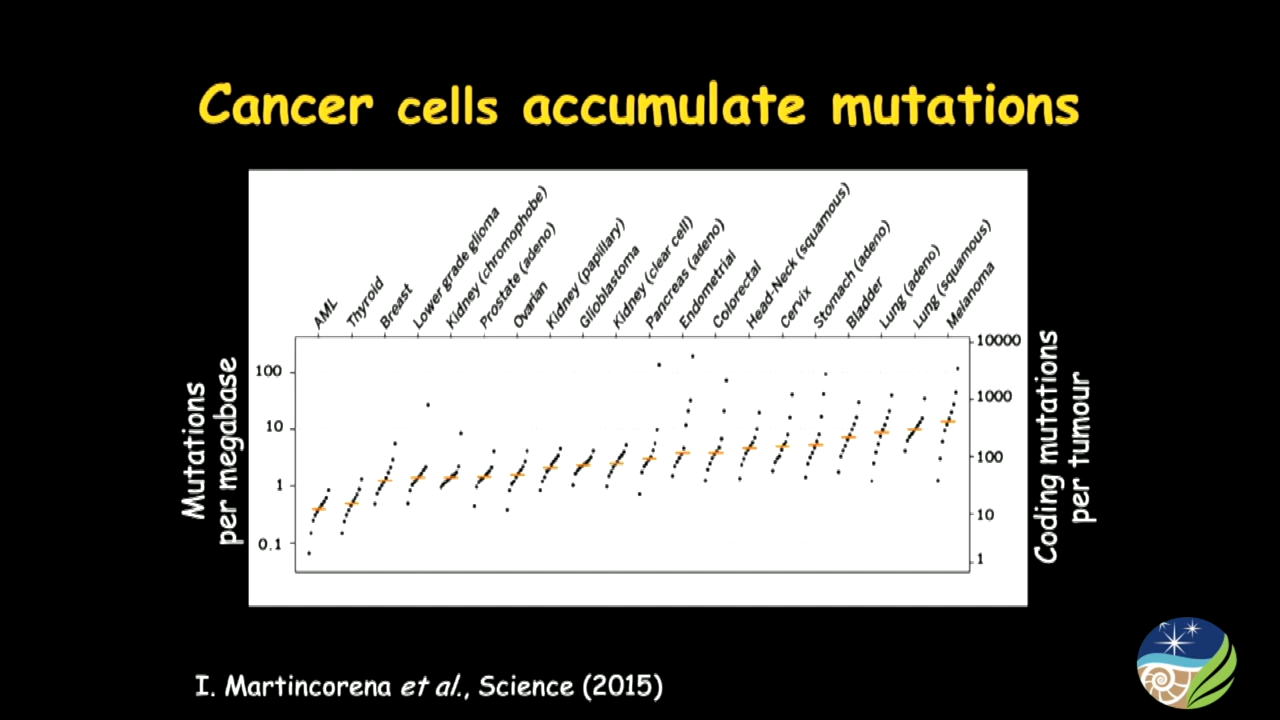 Cancer cells accumulate mutations
AML
Thyroid
Breast
Lower grade glioma
Kidney (chromophobe)
Prostate (adeno)
Ovarian
Kidney (papillary)
Glioblastoma
Kidney (clear cell)
Pancreas (adeno)
Endometrial
Colorectal
Head-Neck (squamous)
Cervix
Stomach (adeno)
Bladder
Lung (adeno)
Lung (squamous)
Melanoma
Mutations
per megabase
100
10
1
0.1
10000
1000
100
10
1
Coding mutations
per tumour
I. Martincorena et al., Science (2015)